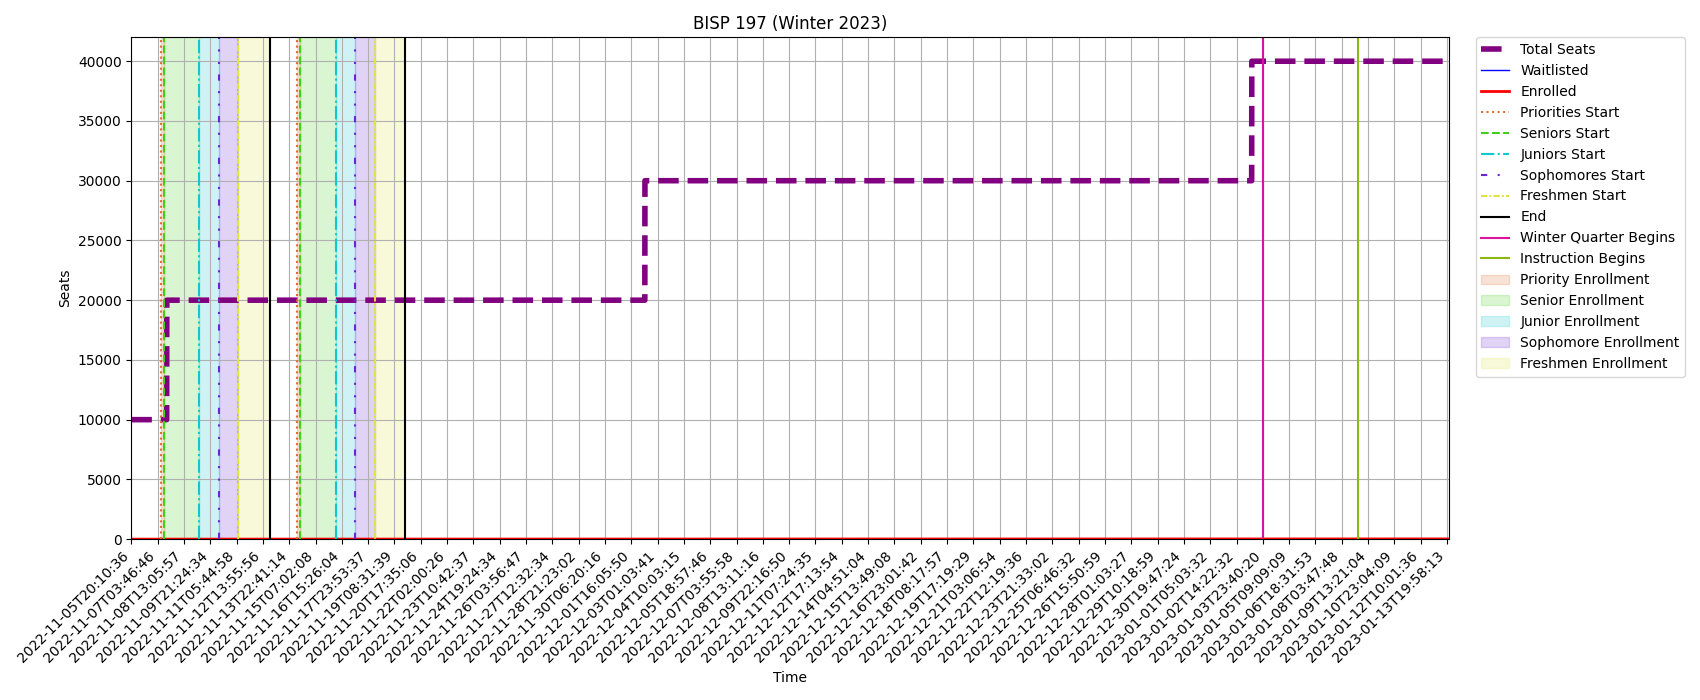 BISP 197 (Winter 2023)
Seats
40000
35000
30000
25000
20000
15000
10000
5000
0
2022-11-05T20:10:36
2022-11-07T03:46:46
2022-11-08T13:05:57
2022-11-09T21:24:34
2022-11-11T05:44:58
2022-11-12T13:55:56
2022-11-13T22:41:14
2022-11-15T07:02:08
2022-11-16T15:26:04
2022-11-17T23:53:37
2022-11-19T08:31:39
2022-11-20T17:35:06
2022-11-22T02:00:26
2022-11-23T10:42:37
2022-11-24T19:24:34
2022-11-26T03:56:47
2022-11-27T12:32:34
2022-11-28T21:23:02
2022-11-30T06:20:16
2022-12-01T16:05:50
2022-12-03T01:03:41
2022-12-04T10:03:15
2022-12-05T18:57:46
2022-12-07T03:55:58
2022-12-08T13:11:16
2022-12-09T22:16:50
2022-12-11T07:24:35
2022-12-12T17:13:54
2022-12-14T04:51:04
2022-12-15T13:49:08
2022-12-16T23:01:42
2022-12-18T08:17:57
2022-12-19T17:19:29
2022-12-21T03:06:54
2022-12-22T12:19:36
2022-12-23T21:33:02
2022-12-25T06:46:32
2022-12-26T15:50:59
2022-12-28T01:03:27
2022-12-29T10:18:59
2022-12-30T19:47:24
2023-01-01T05:03:32
2023-01-02T14:22:32
2023-01-03T23:40:20
2023-01-05T09:09:09
2023-01-06T18:31:53
2023-01-08T03:47:48
2023-01-09T13:21:04
2023-01-10T23:04:09
2023-01-12T10:01:36
2023-01-13T19:58:13
Time
Total Seats
Waitlisted
Enrolled
Priorities Start
Seniors Start
Juniors Start
Sophomores Start
Freshmen Start
End
Winter Quarter Begins
Instruction Begins
Priority Enrollment
Senior Enrollment
Junior Enrollment
Sophomore Enrollment
Freshmen Enrollment